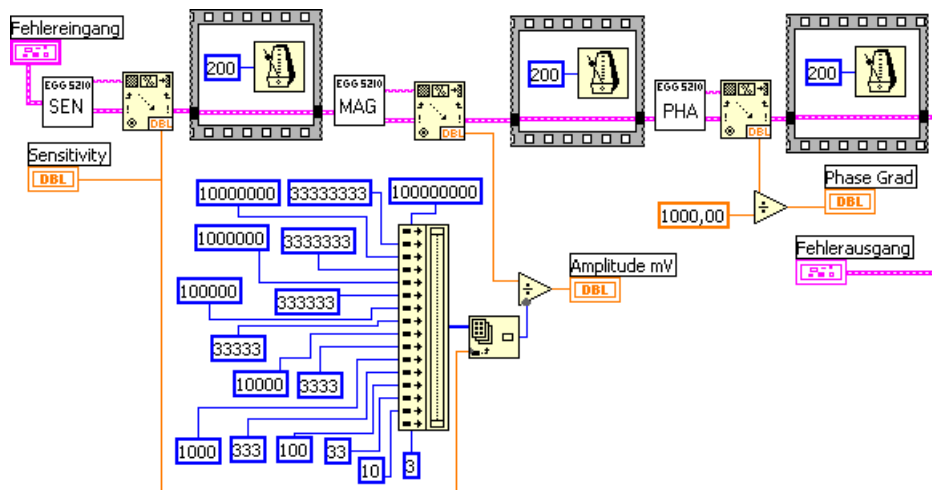 Fehlereingang
200
EGG 5210
SEN
DBL
EGG 5210
MAG
DBL
200
EGG 5210
PHA
DBL
200
Sensitivity
DBL
Phase Grad
DBL
1000,00
Fehlerausgang
Amplitude mV
DBL
10000000
33333333
100000000
1000000
3333333
100000
333333
33333
10000
3333
1000
333
100
33
10
3